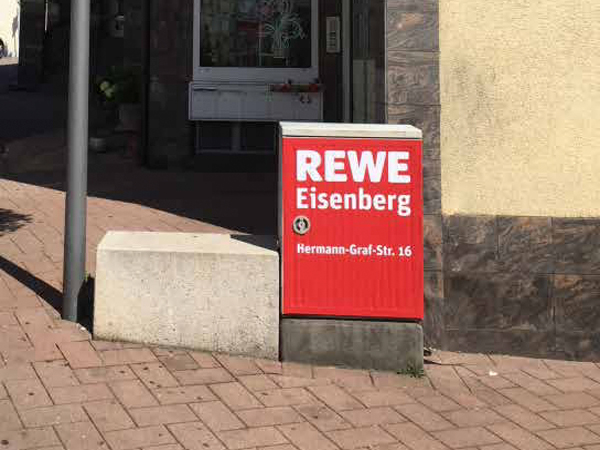 REWE
Eisenberg
Hermann-Graf-Str. 16